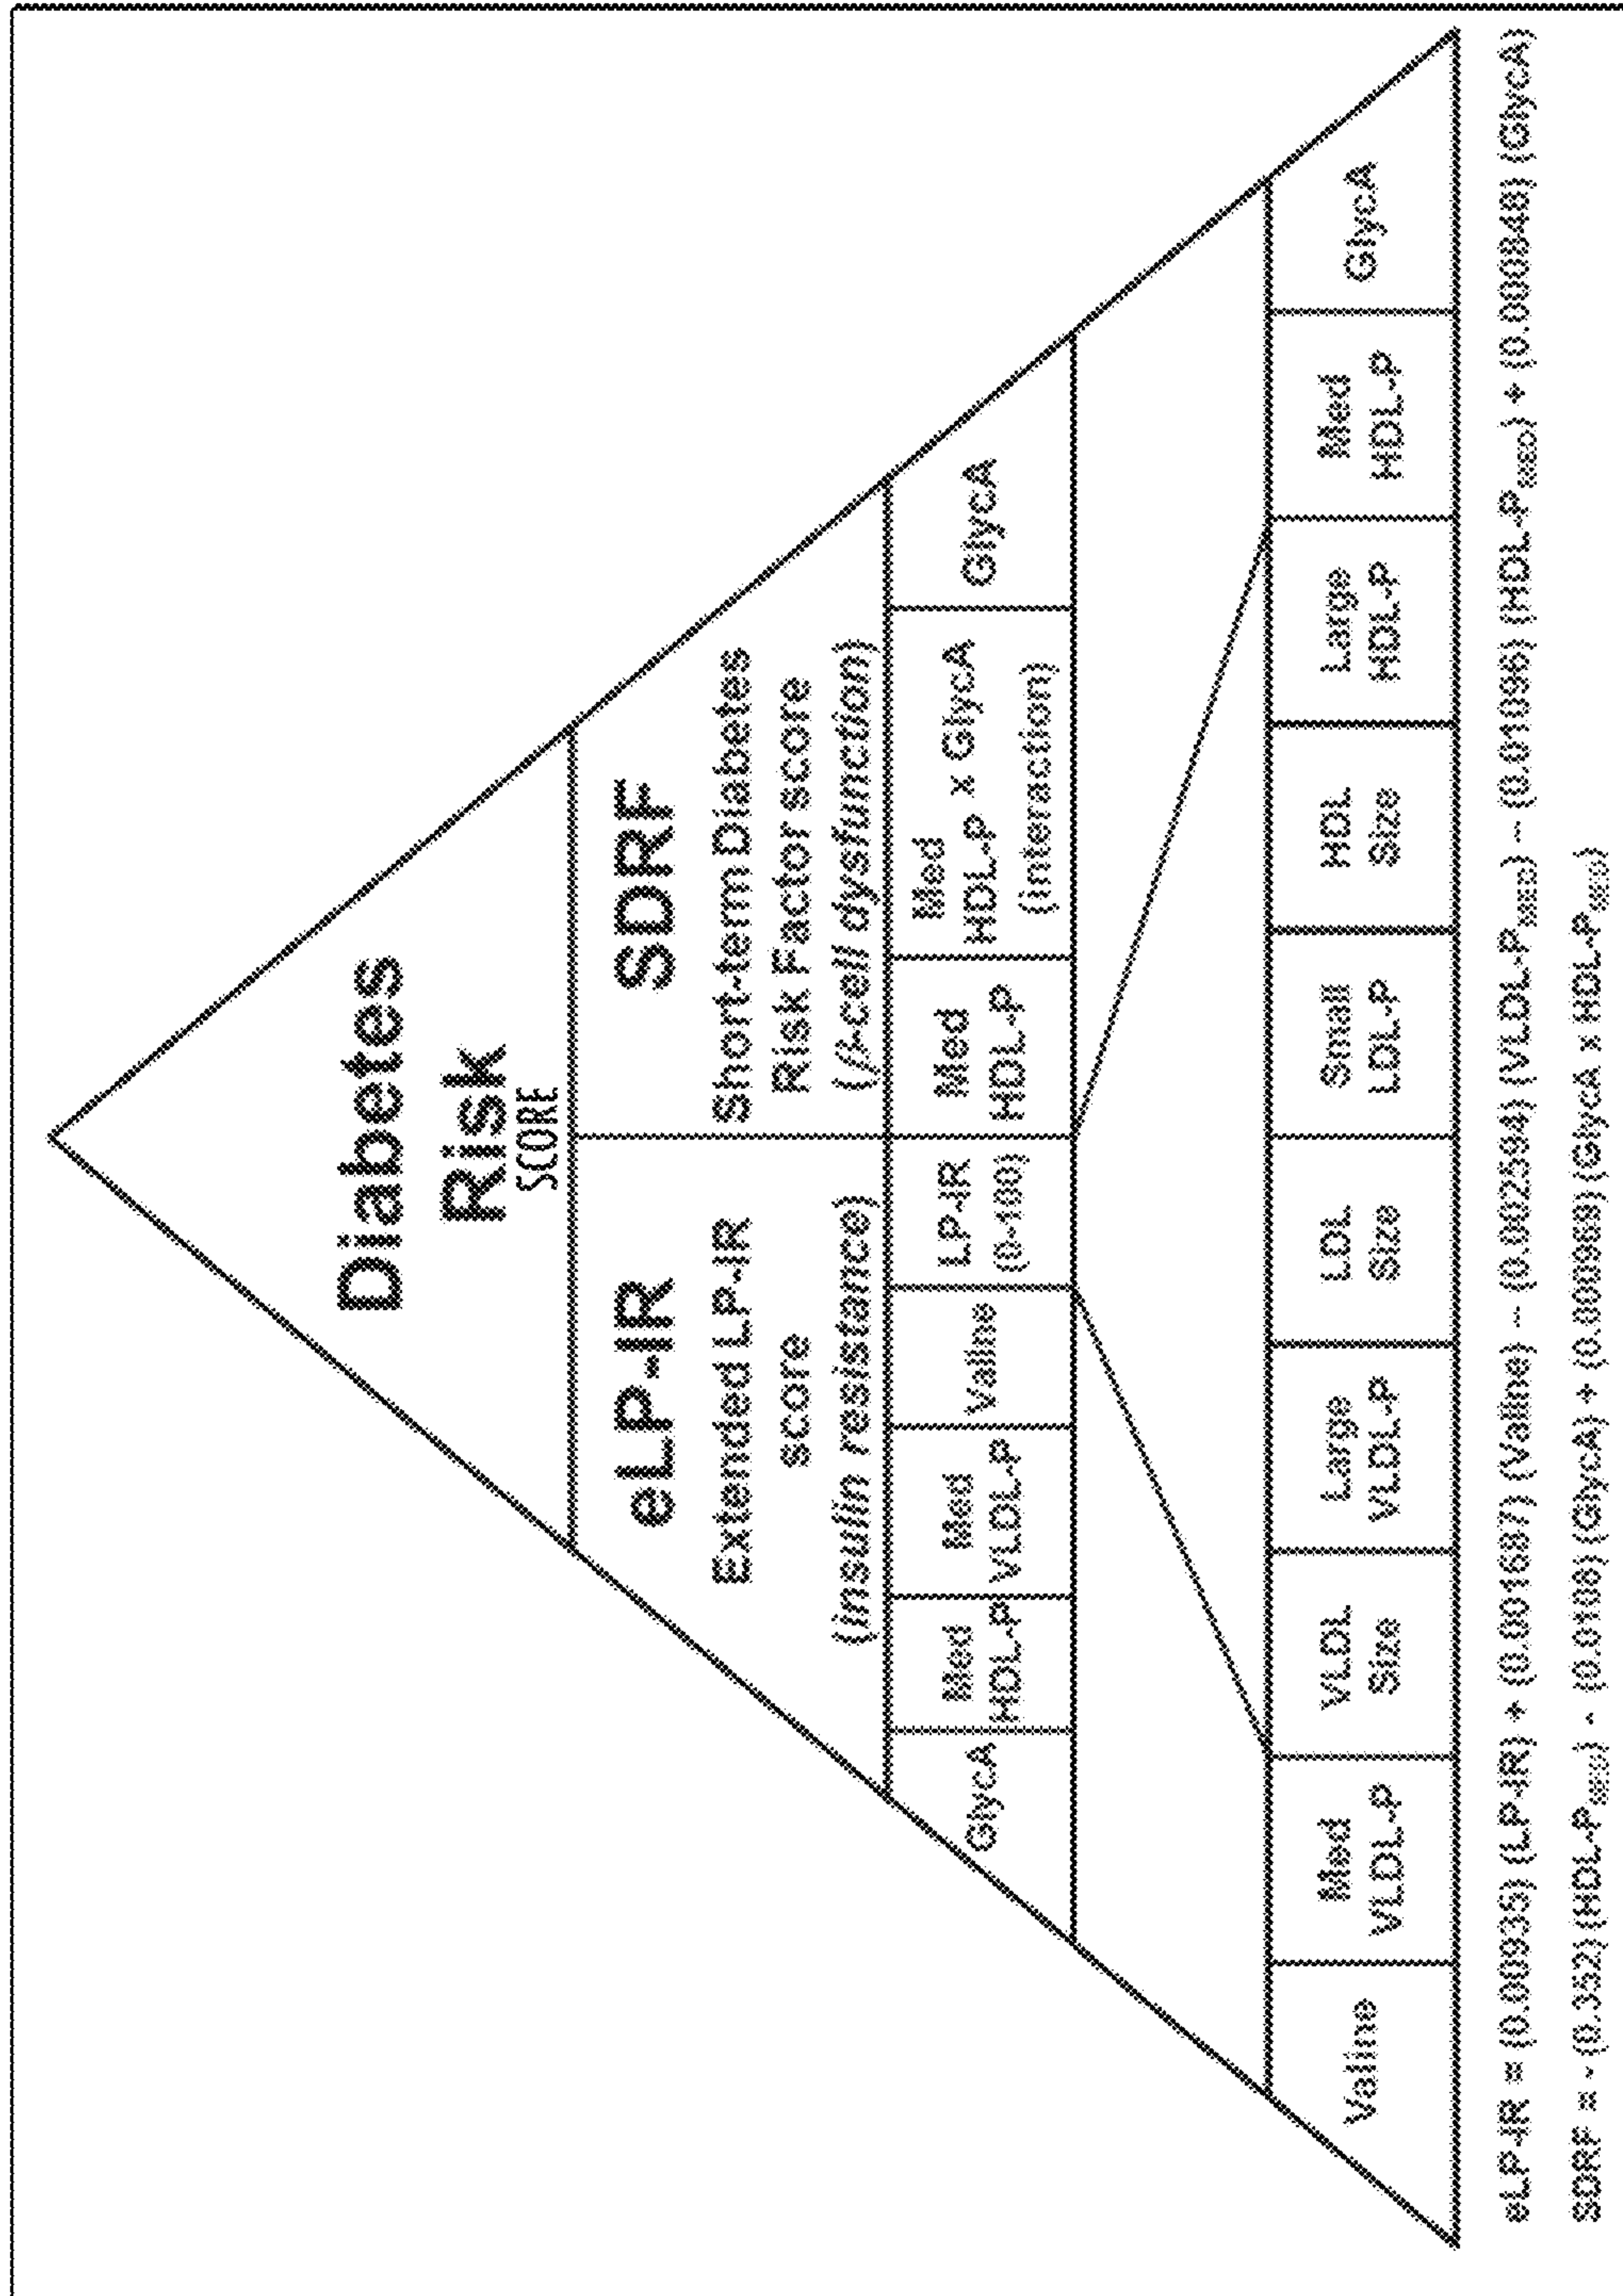 Diabetes
Risk
SCORE
eLP-IR
Extended LP-IR
score
(insulin resistance)
SDRF
Short-term Diabetes
Risk Factor score
(β-cell dysfunction)
GlycA
Med
HDL-P
Med
VLDL-P
Valine
LP-IR
(0-100)
Med
HDL-P
Med
HDL-P x GlycA
(interaction)
GlycA
Valine
Med
VLDL-P
VLDL
Size
Large
VLDL-P
LDL
Size
Small
LDL-P
HDL
Size
Large
HDL-P
Med
HDL-P
GlycA
eLP-IR = (0.00935) (LP-IR) + (0.001687) (Valine) – (0.002594) (VLDL-P) – (0.01096) (HDL-P) + (0.000848) (GlycA)
SDRF = - (0.352) (HDL-P) - (0.0108) (GlycA) + (GlycA x HDL-P)